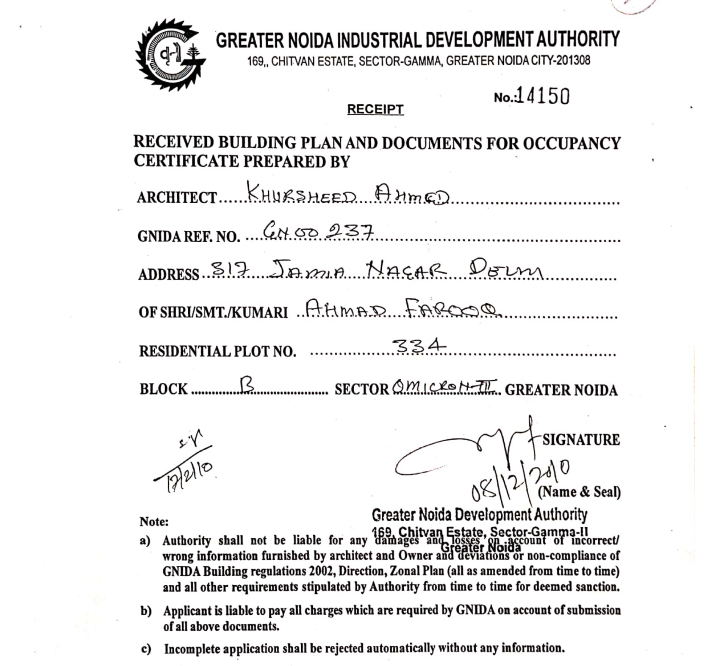 GREATER NOIDA INDUSTRIAL DEVELOPMENT AUTHORITY
169,, CHITVAN ESTATE, SECTOR-GAMMA, GREATER NOIDA CITY-201308
No.:14150
RECEIPT
RECEIVED BUILDING PLAN AND DOCUMENTS FOR OCCUPANCY
CERTIFICATE PREPARED BY
ARCHITECT.....KHURSHEED AHMED
GNIDA REF. NO. ...GN 00 237
ADDRESS...317 JAMIA NAGAR DELHI
OF SHRI/SMT./KUMARI ..AHMAD FAROOQ
RESIDENTIAL PLOT NO. ..................334
BLOCK ............B................ SECTOR OMICRON-III. GREATER NOIDA
SIGNATURE
17/2/10
08/12/2010
(Name & Seal)
Greater Noida Development Authority
169, Chitvan Estate, Sector-Gamma-II
Greater Noida
Note:
a) Authority shall not be liable for any damages and losses on account of incorrect/
wrong information furnished by architect and Owner and deviations or non-compliance of
GNIDA Building regulations 2002, Direction, Zonal Plan (all as amended from time to time)
and all other requirements stipulated by Authority from time to time for deemed sanction.
b) Applicant is liable to pay all charges which are required by GNIDA on account of submission
of all above documents.
c) Incomplete application shall be rejected automatically without any information.